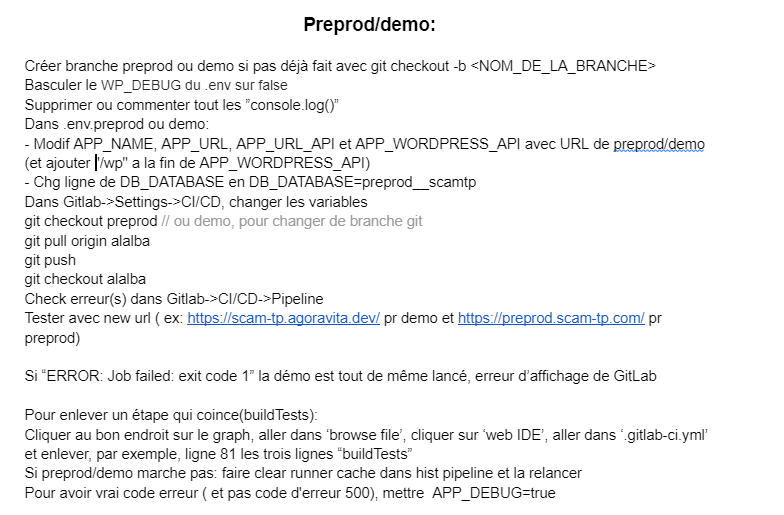 Preprod/demo:
Créer branche preprod ou demo si pas déjà fait avec git checkout -b <NOM_DE_LA_BRANCHE>
Basculer le WP_DEBUG du .env sur false
Supprimer ou commenter tout les ”console.log()”
Dans .env.preprod ou demo:
- Modif APP_NAME, APP_URL, APP_URL_API et APP_WORDPRESS_API avec URL de preprod/demo
(et ajouter "/wp" a la fin de APP_WORDPRESS_API)
- Chg ligne de DB_DATABASE en DB_DATABASE=preprod__scamtp
Dans Gitlab->Settings->CI/CD, changer les variables
git checkout preprod // ou demo, pour changer de branche git
git pull origin alalba
git push
git checkout alalba
Check erreur(s) dans Gitlab->CI/CD->Pipeline
Tester avec new url ( ex: https://scam-tp.agoravita.dev/ pr demo et https://preprod.scam-tp.com/ pr
preprod)
Si “ERROR: Job failed: exit code 1” la démo est tout de même lancé, erreur d’affichage de GitLab
Pour enlever un étape qui coince(buildTests):
Cliquer au bon endroit sur le graph, aller dans ‘browse file’, cliquer sur ‘web IDE’, aller dans ‘.gitlab-ci.yml’
et enlever, par exemple, ligne 81 les trois lignes “buildTests”
Si preprod/demo marche pas: faire clear runner cache dans hist pipeline et la relancer
Pour avoir vrai code erreur ( et pas code d'erreur 500), mettre  APP_DEBUG=true